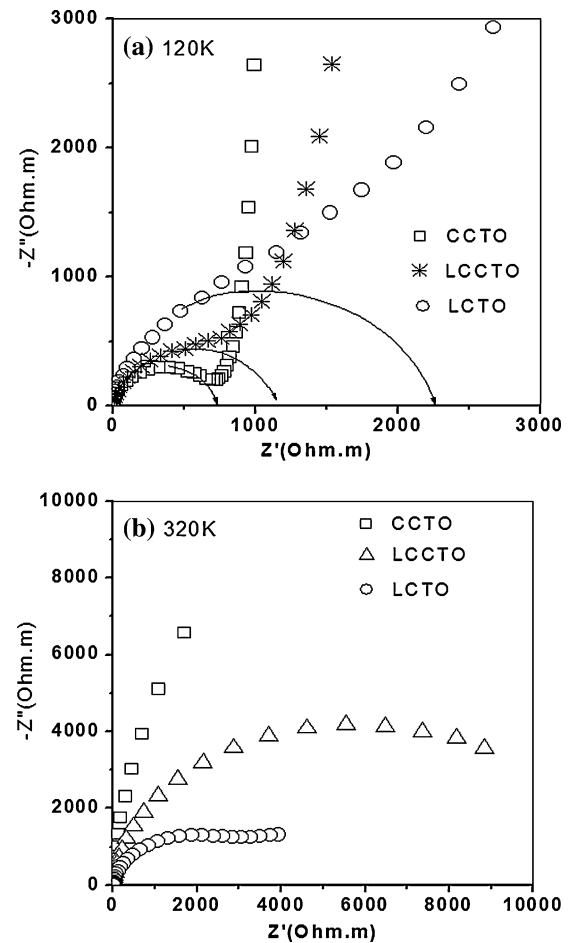 (a) 120K
3000
2000
1000
0
-Z"(Ohm.m)
CCTO
LCCTO
LCTO
0 1000 2000 3000
Z'(Ohm.m)
(b) 320K
10000
8000
6000
4000
2000
0
-Z"(Ohm.m)
CCTO
LCCTO
LCTO
0 2000 4000 6000 8000 10000
Z'(Ohm.m)